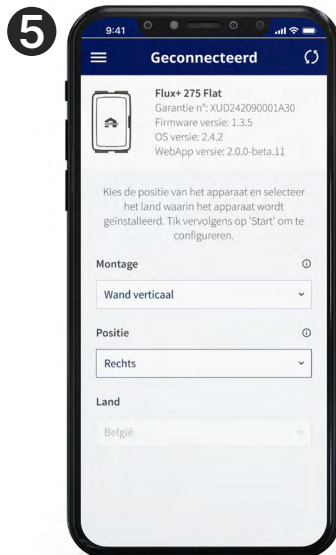 5
9:41
Geconnecteerd
Flux+ 275 Flat
Garantie n°: XUD242090001A30
Firmware versie: 1.3.5
OS versie: 2.4.2
WebApp versie: 2.0.0-beta.11
Kies de positie van het apparaat en selecteer
het land waarin het apparaat wordt
geïnstalleerd. Tik vervolgens op 'Start' om te
configureren.
Montage
Wand verticaal
Positie
Rechts
Land
België